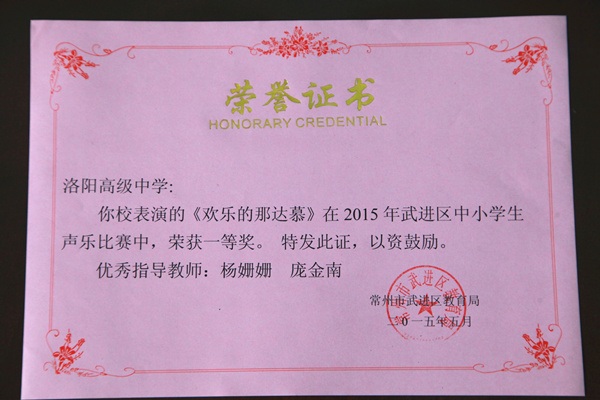 荣誉证书
HONORARY CREDENTIAL
洛阳高级中学:
你校表演的《欢乐的那达慕》在 2015 年武进区中小学生
声乐比赛中，荣获一等奖。 特发此证，以资鼓励。
优秀指导教师：杨姗姗 庞金南
常州市武进区教育局
二0一五年五月